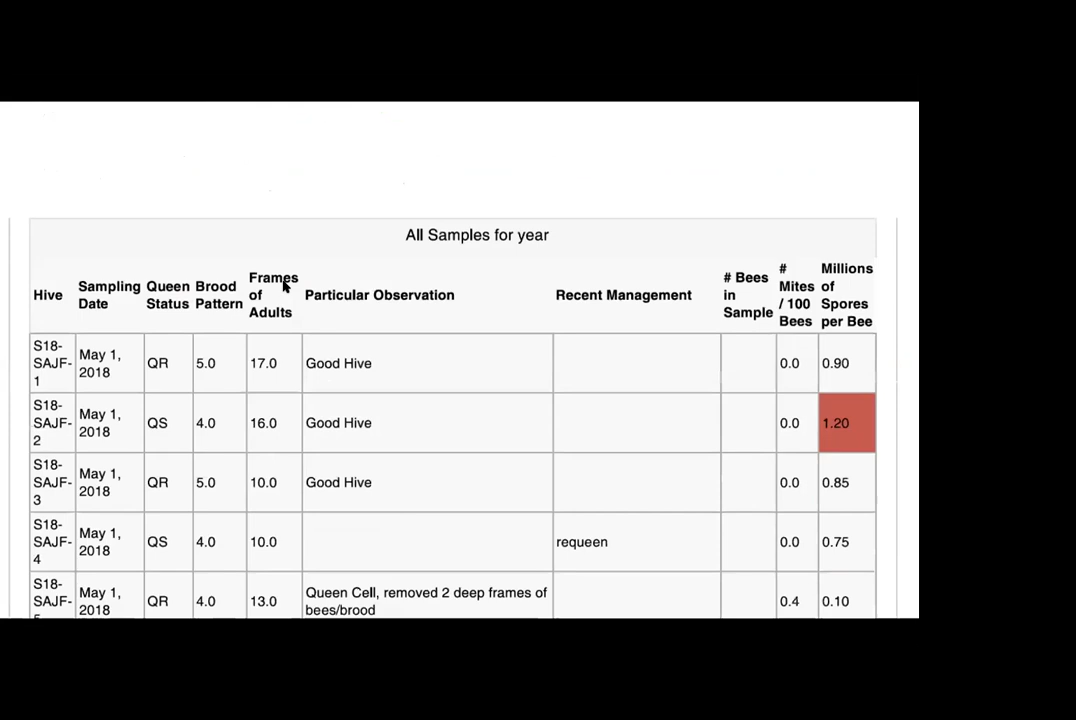 All Samples for year
Hive Sampling Date Queen Status Brood Pattern Frames of Adults Particular Observation Recent Management # Bees in Sample # Mites / 100 Bees Millions of Spores per Bee
S18-SAJF-1 May 1, 2018 QR 5.0 17.0 Good Hive 0.0 0.90
S18-SAJF-2 May 1, 2018 QS 4.0 16.0 Good Hive 0.0 1.20
S18-SAJF-3 May 1, 2018 QR 5.0 10.0 Good Hive 0.0 0.85
S18-SAJF-4 May 1, 2018 QS 4.0 10.0 requeen 0.0 0.75
S18-SAJF- May 1, 2018 QR 4.0 13.0 Queen Cell, removed 2 deep frames of bees/brood 0.4 0.10